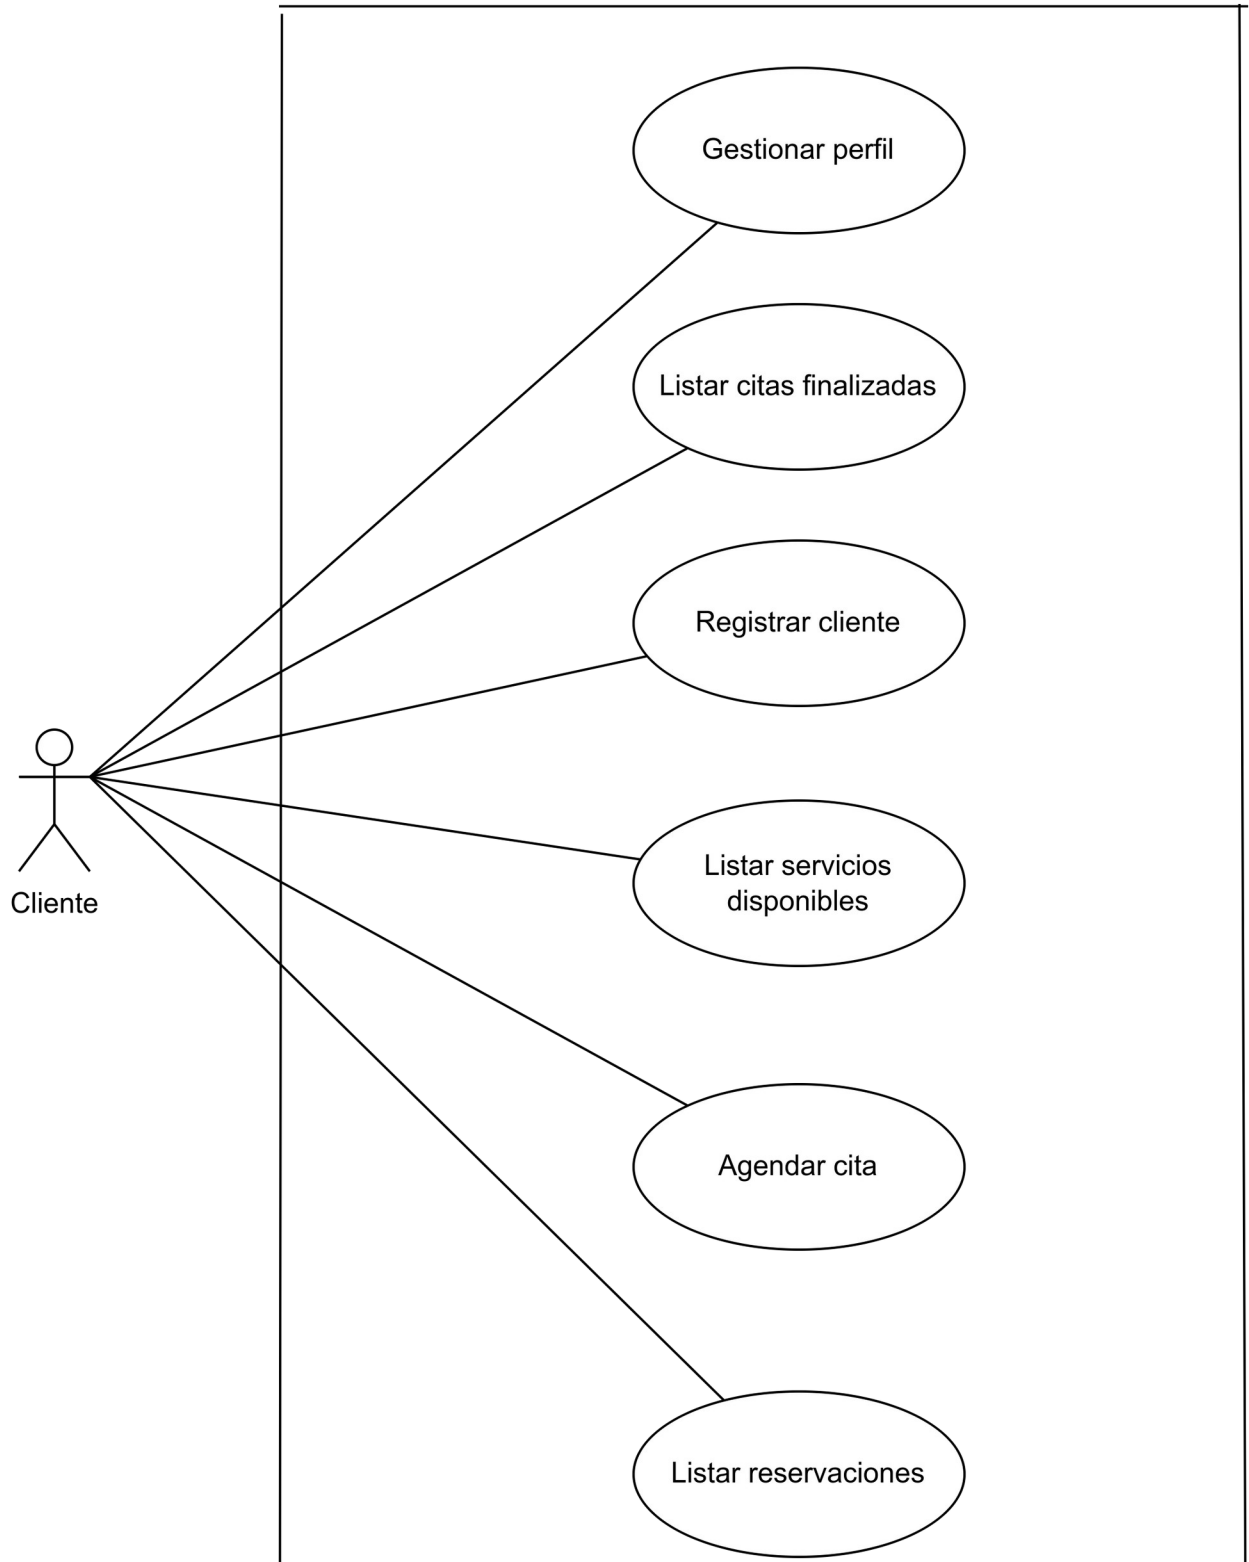 Gestionar perfil
Listar citas finalizadas
Registrar cliente
Listar servicios
disponibles
Cliente
Agendar cita
Listar reservaciones